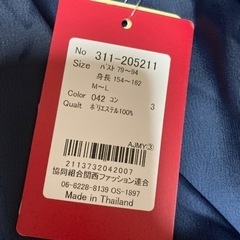 No 311-205211
Size バスト 79〜94
身長 154〜162
M〜L
Color 042 コン
3
Qualt ポリエステル100%
AJMY③
2113732042007
協同組合関西ファッション連合
06-6228-8139 OS-1897
Made in Thailand